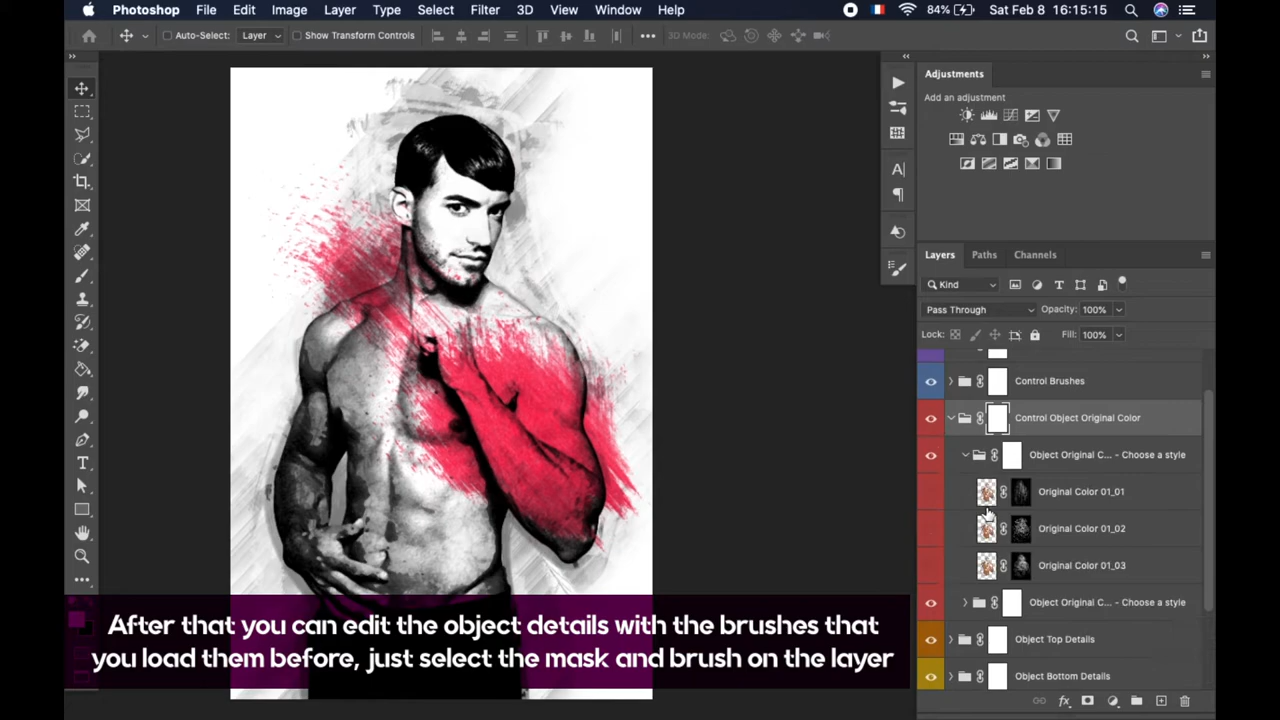 Photoshop File Edit Image Layer Type Select Filter 3D View Window Help 84% Sat Feb 8 16:15:15
Auto-Select: Layer Show Transform Controls 3D Mode:
Adjustments
Add an adjustment
Layers Paths Channels
Kind
Pass Through Opacity: 100%
Lock: Fill: 100%
Control Brushes
Control Object Original Color
Object Original C... - Choose a style
Original Color 01_01
Original Color 01_02
Original Color 01_03
Object Original C... - Choose a style
Object Top Details
Object Bottom Details
After that you can edit the object details with the brushes that
you load them before, just select the mask and brush on the layer